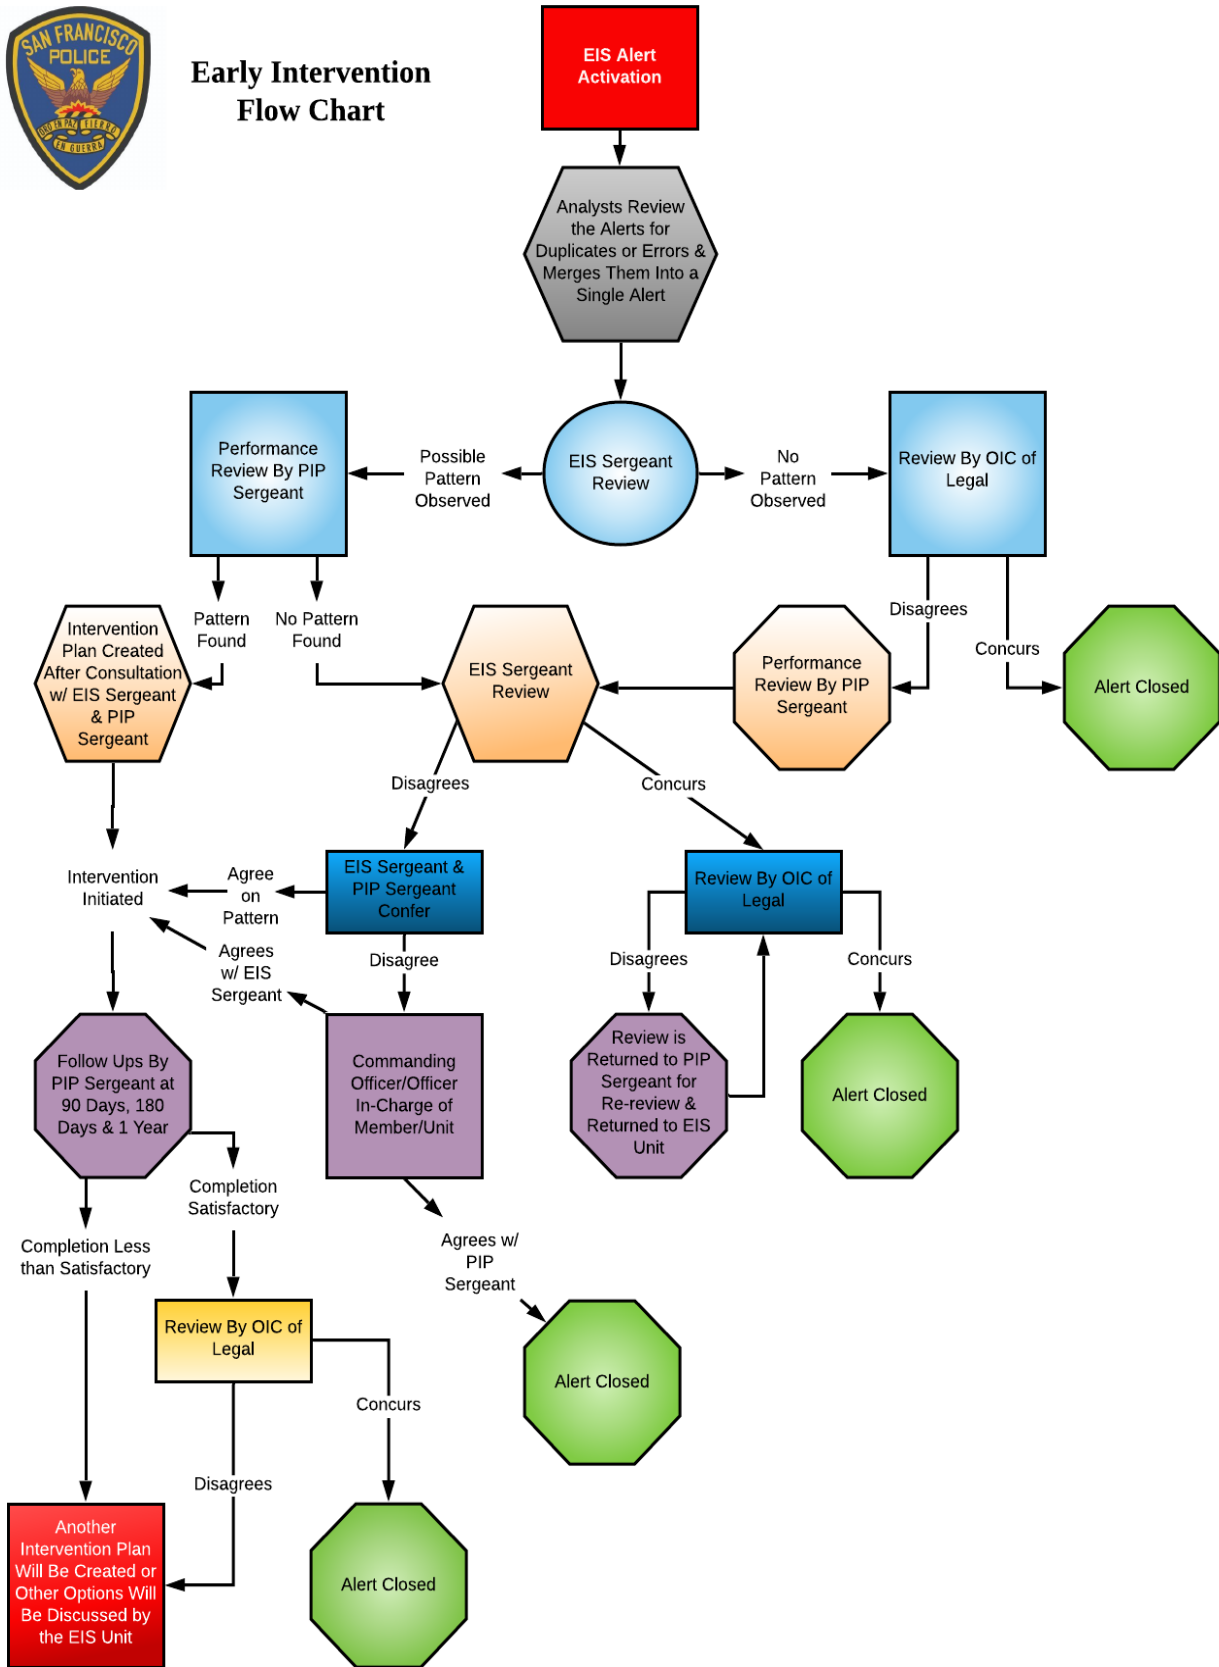 SAN FRANCISCO
POLICE
ORO EN PAZ
FIERRO
EN GUERRA
Early Intervention
Flow Chart
EIS Alert
Activation
Analysts Review
the Alerts for
Duplicates or Errors &
Merges Them Into a
Single Alert
Performance
Review By PIP
Sergeant
Possible
Pattern
Observed
EIS Sergeant
Review
No
Pattern
Observed
Review By OIC of
Legal
Pattern
Found
No Pattern
Found
Disagrees
Concurs
Intervention
Plan Created
After Consultation
w/ EIS Sergeant
& PIP
Sergeant
EIS Sergeant
Review
Performance
Review By PIP
Sergeant
Alert Closed
Disagrees
Concurs
Intervention
Initiated
Agree
on
Pattern
EIS Sergeant &
PIP Sergeant
Confer
Review By OIC of
Legal
Agrees
w/ EIS
Sergeant
Disagree
Disagrees
Concurs
Follow Ups By
PIP Sergeant at
90 Days, 180
Days & 1 Year
Commanding
Officer/Officer
In-Charge of
Member/Unit
Review is
Returned to PIP
Sergeant for
Re-review &
Returned to EIS
Unit
Alert Closed
Completion
Satisfactory
Completion Less
than Satisfactory
Agrees w/
PIP
Sergeant
Review By OIC of
Legal
Alert Closed
Concurs
Disagrees
Another
Intervention Plan
Will Be Created or
Other Options Will
Be Discussed by
the EIS Unit
Alert Closed